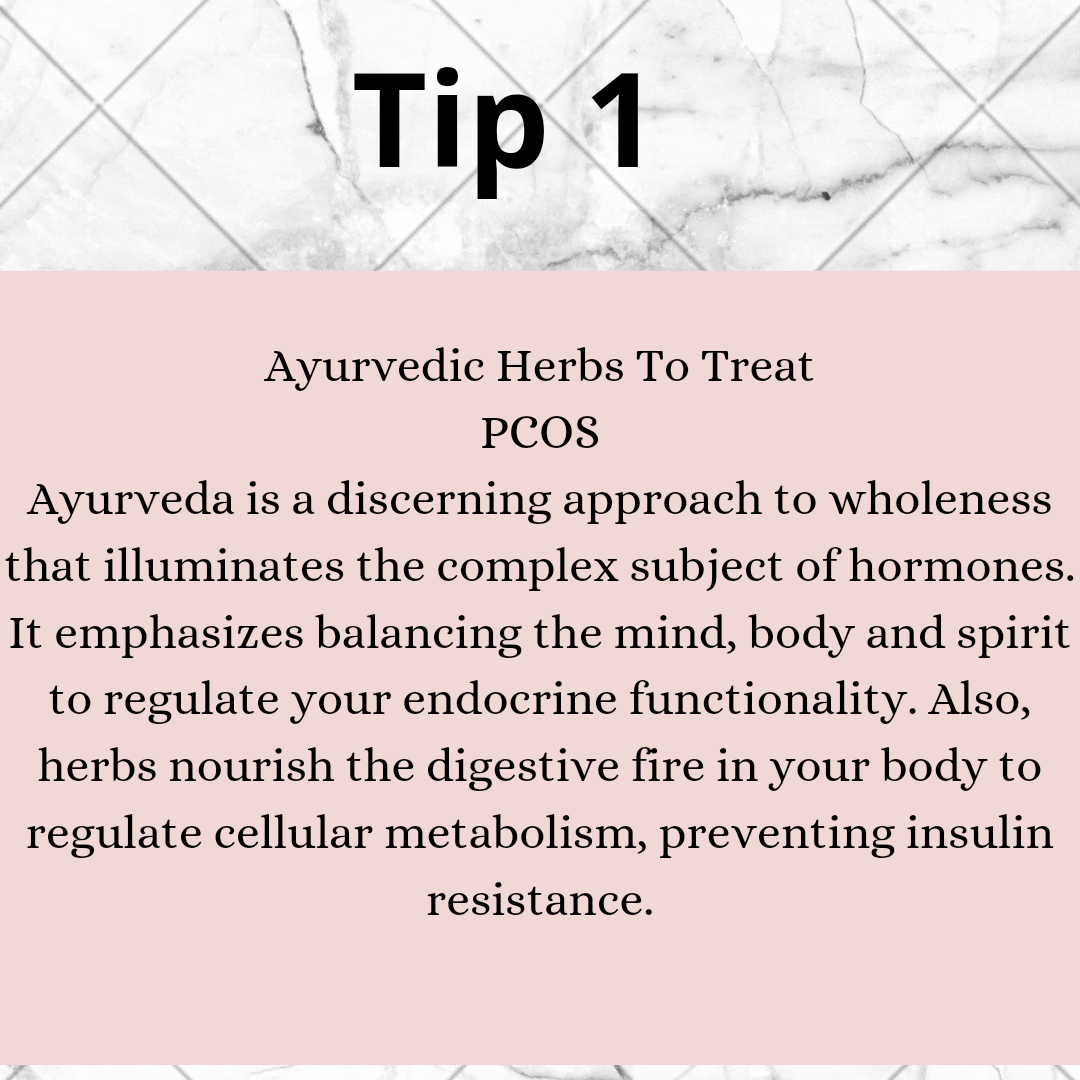 Tip 1
Ayurvedic Herbs To Treat
PCOS
Ayurveda is a discerning approach to wholeness
that illuminates the complex subject of hormones.
It emphasizes balancing the mind, body and spirit
to regulate your endocrine functionality. Also,
herbs nourish the digestive fire in your body to
regulate cellular metabolism, preventing insulin
resistance.